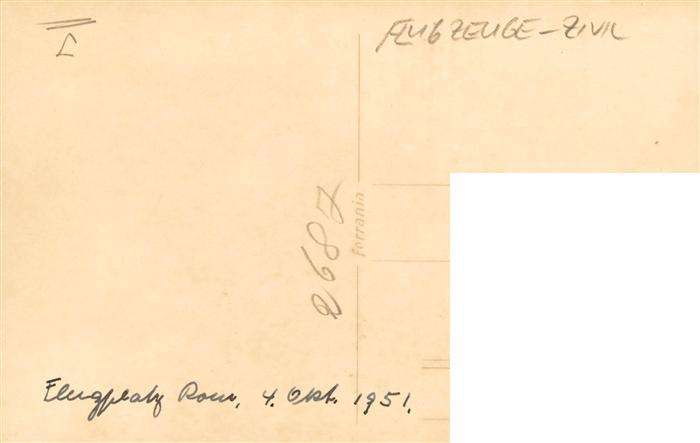 I
FLUGZEUGE-ZIVIL
2687
Ferrania
Flugplatz Rom, 4. Okt. 1951.